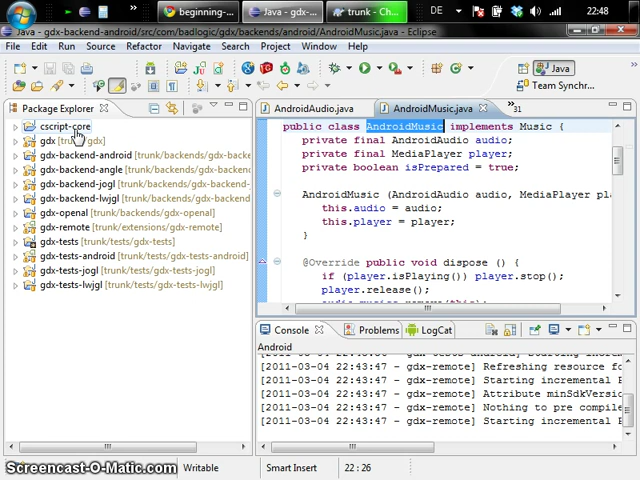 beginning-...
Java - gdx-...
trunk - Ch...
DE
22:48
Java - gdx-backend-android/src/com/badlogic/gdx/backends/android/AndroidMusic.java - Eclipse
File Edit Run Source Refactor Navigate Search Project Window Help
Java
Team Synchr...
Package Explorer
AndroidAudio.java
AndroidMusic.java
31
cscript-core
gdx [trunk/gdx]
gdx-backend-android [trunk/backends/gdx-backe
gdx-backend-angle [trunk/backends/gdx-backenc
gdx-backend-jogl [trunk/backends/gdx-backend-
gdx-backend-lwjgl [trunk/backends/gdx-backenc
gdx-openal [trunk/backends/gdx-openal]
gdx-remote [trunk/extensions/gdx-remote]
gdx-tests [trunk/tests/gdx-tests]
gdx-tests-android [trunk/tests/gdx-tests-android]
gdx-tests-jogl [trunk/tests/gdx-tests-jogl]
gdx-tests-lwjgl [trunk/tests/gdx-tests-lwjgl]
public class AndroidMusic implements Music {
private final AndroidAudio audio;
private final MediaPlayer player;
private boolean isPrepared = true;
AndroidMusic (AndroidAudio audio, MediaPlayer pla
this.audio = audio;
this.player = player;
}
@Override public void dispose () {
if (player.isPlaying()) player.stop();
player.release();
Console
Problems
LogCat
Android
[2011-03-04 22:43:47 - gdx-remote] Refreshing resource fo
[2011-03-04 22:43:47 - gdx-remote] Starting incremental P
[2011-03-04 22:43:47 - gdx-remote] Attribute minSdkVersio
[2011-03-04 22:43:47 - gdx-remote] Nothing to pre compile
[2011-03-04 22:43:47 - gdx-remote] Starting incremental P
Screencast-O-Matic.com
Writable
Smart Insert
22 : 26